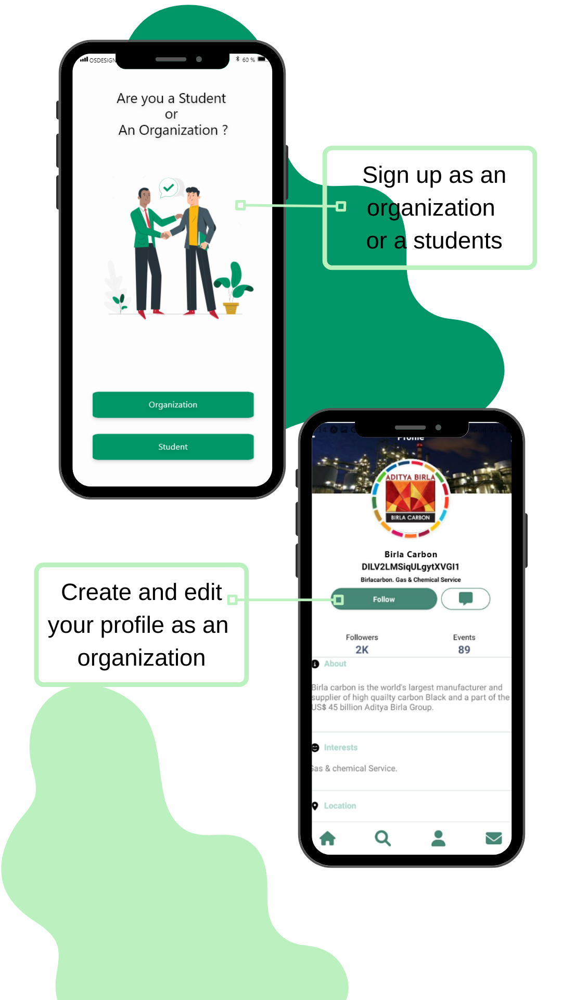 OSDESIGN
60 %
Are you a Student
or
An Organization ?
Sign up as an
organization
or a students
Organization
Student
Profile
ADITYA BIRLA
BIRLA CARBON
Birla Carbon
DILV2LMSiqULgytXVGI1
Birlacarbon. Gas & Chemical Service
Follow
Create and edit
your profile as an
organization
Followers
Events
2K
89
About
Birla carbon is the world's largest manufacturer and
supplier of high quailty carbon Black and a part of the
US$ 45 billion Aditya Birla Group.
Interests
Gas & chemical Service.
Location